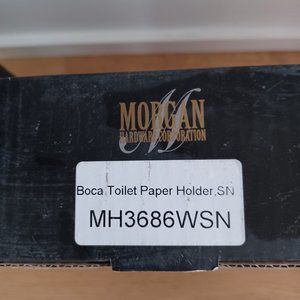 M
MORGAN
HARDWARE CORPORATION
Boca Toilet Paper Holder,SN
MH3686WSN